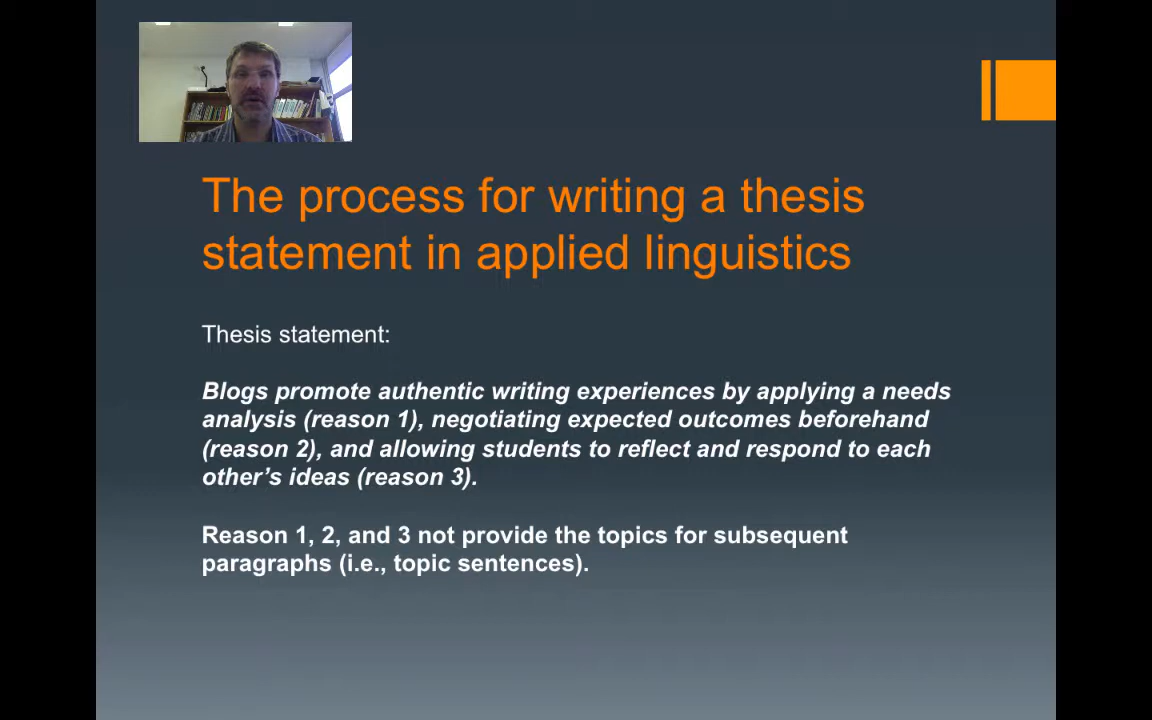 The process for writing a thesis
statement in applied linguistics
Thesis statement:
Blogs promote authentic writing experiences by applying a needs
analysis (reason 1), negotiating expected outcomes beforehand
(reason 2), and allowing students to reflect and respond to each
other’s ideas (reason 3).
Reason 1, 2, and 3 not provide the topics for subsequent
paragraphs (i.e., topic sentences).